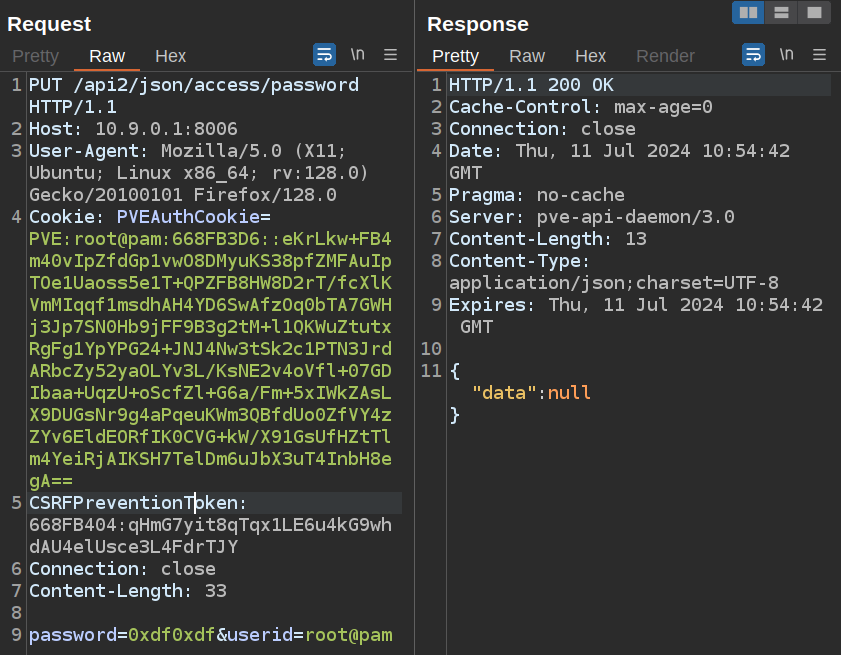 Request
Pretty Raw Hex \n
1 PUT /api2/json/access/password
HTTP/1.1
2 Host: 10.9.0.1:8006
3 User-Agent: Mozilla/5.0 (X11;
Ubuntu; Linux x86_64; rv:128.0)
Gecko/20100101 Firefox/128.0
4 Cookie: PVEAuthCookie=
PVE:root@pam:668FB3D6::eKrLkw+FB4
m40vIpZfdGp1vwO8DMyuKS38pfZMFAuIp
TOe1Uaoss5e1T+QPZFB8HW8D2rT/fcXlK
VmMIqqf1msdhAH4YD6SwAfzOq0bTA7GWH
j3Jp7SN0Hb9jFF9B3g2tM+l1QKWuZtutx
RgFg1YpYPG24+JNJ4Nw3tSk2c1PTN3Jrd
ARbcZy52yaOLYv3L/KsNE2v4oVfl+07GD
Ibaa+UqzU+oScfZl+G6a/Fm+5xIWkZAsL
X9DUGsNr9g4aPqeuKWm3QBfdUo0ZfVY4z
ZYv6EldEORfIK0CVG+kW/X91GsUfHZtTl
m4YeiRjAIKSH7TelDm6uJbX3uT4InbH8e
gA==
5 CSRFPreventionToken:
668FB404:qHmG7yit8qTqx1LE6u4kG9wh
dAU4elUsce3L4FdrTJY
6 Connection: close
7 Content-Length: 33
8
9 password=0xdf0xdf&userid=root@pam
Response
Pretty Raw Hex Render \n
1 HTTP/1.1 200 OK
2 Cache-Control: max-age=0
3 Connection: close
4 Date: Thu, 11 Jul 2024 10:54:42
GMT
5 Pragma: no-cache
6 Server: pve-api-daemon/3.0
7 Content-Length: 13
8 Content-Type:
application/json;charset=UTF-8
9 Expires: Thu, 11 Jul 2024 10:54:42
GMT
10
11 {
"data":null
}